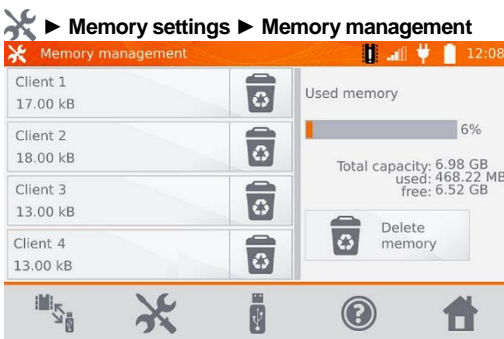 ► Memory settings ► Memory management
Memory management
12:08
Client 1
17.00 kB
Client 2
18.00 kB
Client 3
13.00 kB
Client 4
13.00 kB
Used memory
6%
Total capacity: 6.98 GB
used: 468.22 MB
free: 6.52 GB
Delete
memory